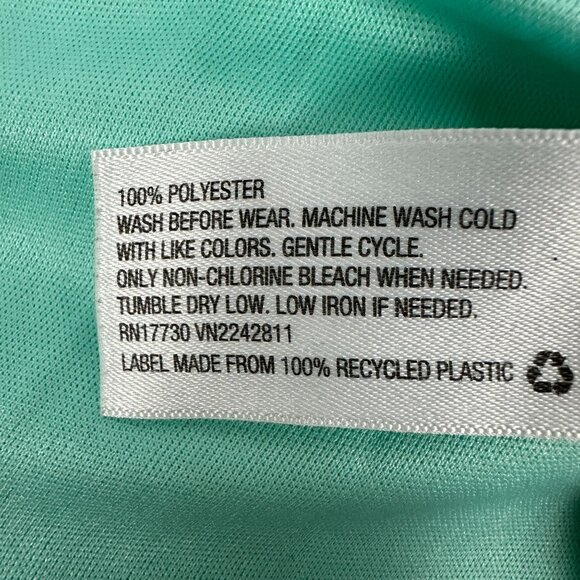 100% POLYESTER
WASH BEFORE WEAR. MACHINE WASH COLD
WITH LIKE COLORS. GENTLE CYCLE.
ONLY NON-CHLORINE BLEACH WHEN NEEDED.
TUMBLE DRY LOW. LOW IRON IF NEEDED.
RN17730 VN2242811
LABEL MADE FROM 100% RECYCLED PLASTIC